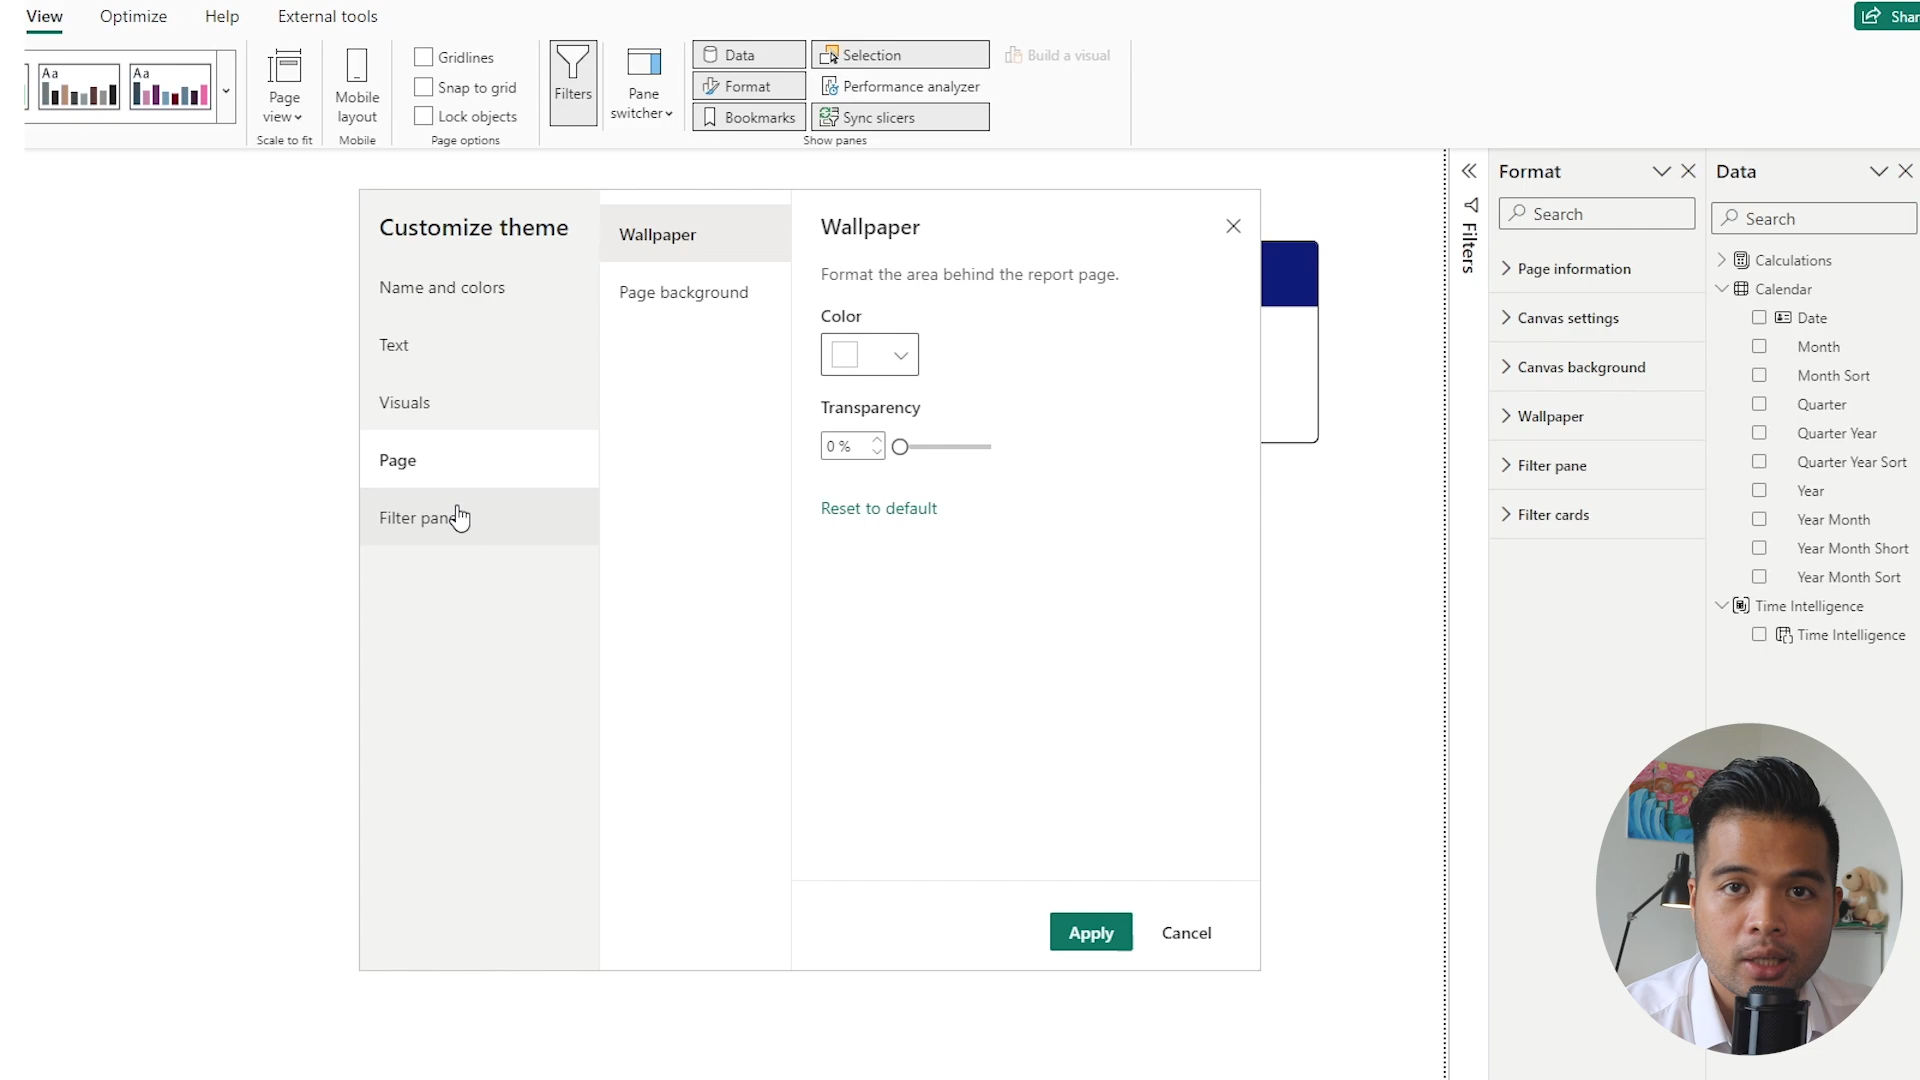 View
Optimize
Help
External tools
Shar
Aa
Aa
Page
view
Scale to fit
Mobile
layout
Mobile
Gridlines
Snap to grid
Lock objects
Page options
Filters
Pane
switcher
Data
Format
Bookmarks
Selection
Performance analyzer
Sync slicers
Build a visual
Show panes
Customize theme
Name and colors
Text
Visuals
Page
Filter pane
Wallpaper
Page background
Wallpaper
Format the area behind the report page.
Color
Transparency
0 %
Reset to default
Apply
Cancel
Filters
Format
Search
Page information
Canvas settings
Canvas background
Wallpaper
Filter pane
Filter cards
Data
Search
Calculations
Calendar
Date
Month
Month Sort
Quarter
Quarter Year
Quarter Year Sort
Year
Year Month
Year Month Short
Year Month Sort
Time Intelligence
Time Intelligence